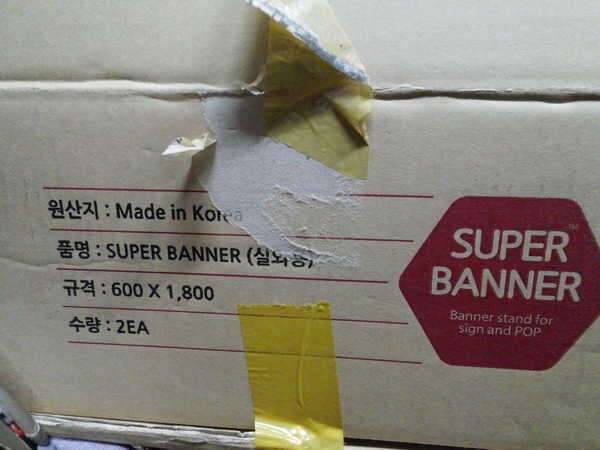 원산지 : Made in Korea
품명 : SUPER BANNER (실외용)
규격 : 600 X 1,800
수량 : 2EA
SUPER
BANNER
TM
Banner stand for
sign and POP